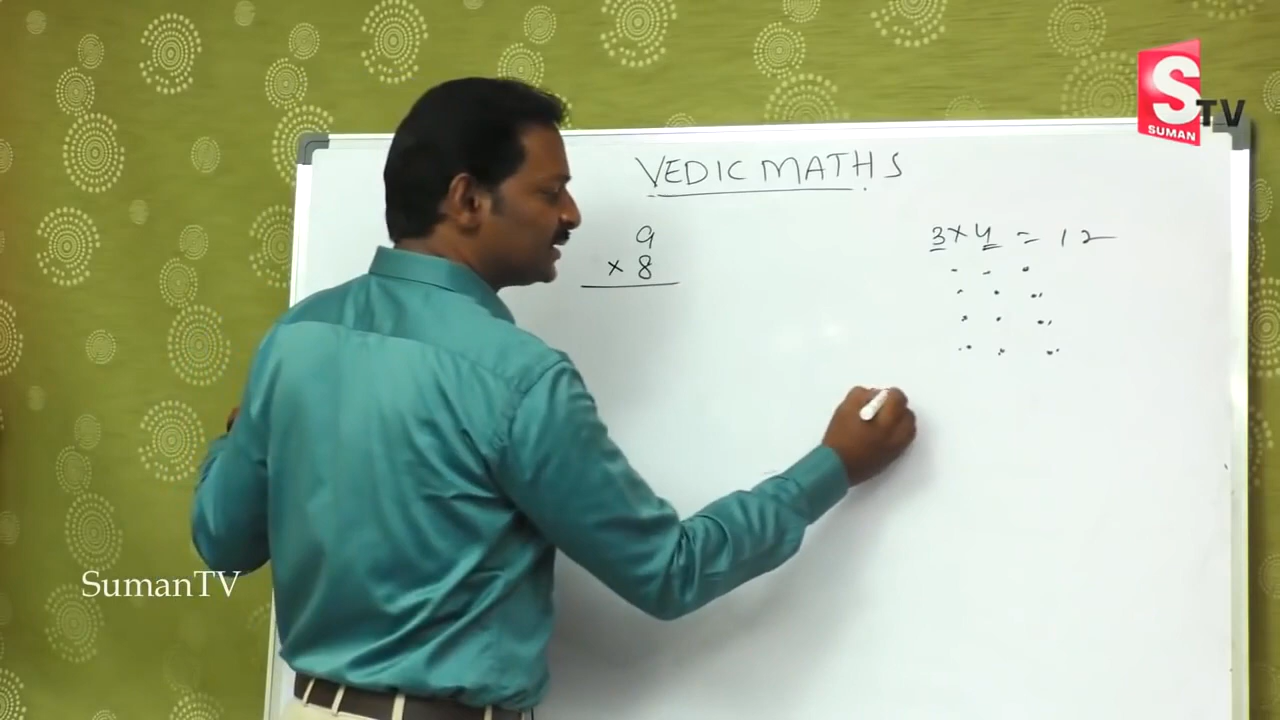 S TV
SUMAN
VEDIC MATHS
9
× 8
3 × 4 = 12
SumanTV